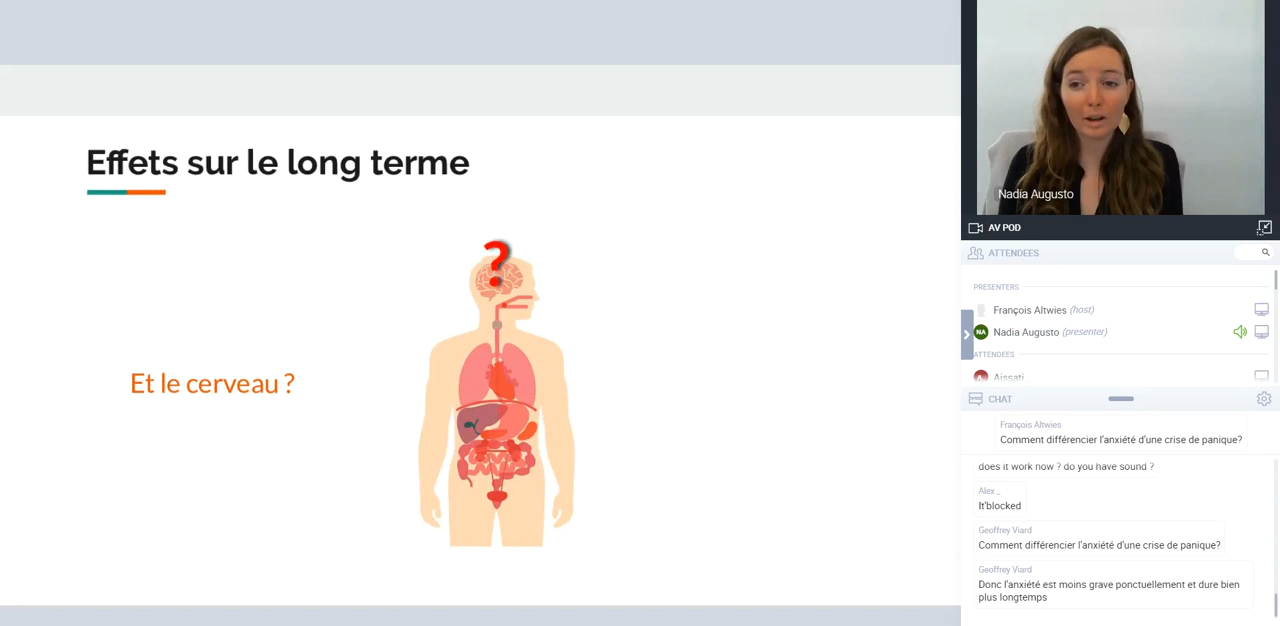 Effets sur le long terme
?
Et le cerveau ?
Nadia Augusto
AV POD
ATTENDEES
PRESENTERS
François Altwies (host)
NA
Nadia Augusto (presenter)
ATTENDEES
Aissati
CHAT
François Altwies
Comment différencier l'anxiété d'une crise de panique?
does it work now ? do you have sound ?
Alex _
It'blocked
Geoffrey Viard
Comment différencier l'anxiété d'une crise de panique?
Geoffrey Viard
Donc l'anxiété est moins grave ponctuellement et dure bien
plus longtemps